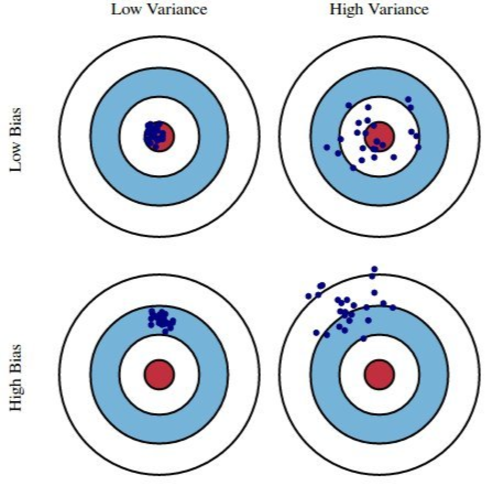 Low Variance
High Variance
Low Bias
High Bias